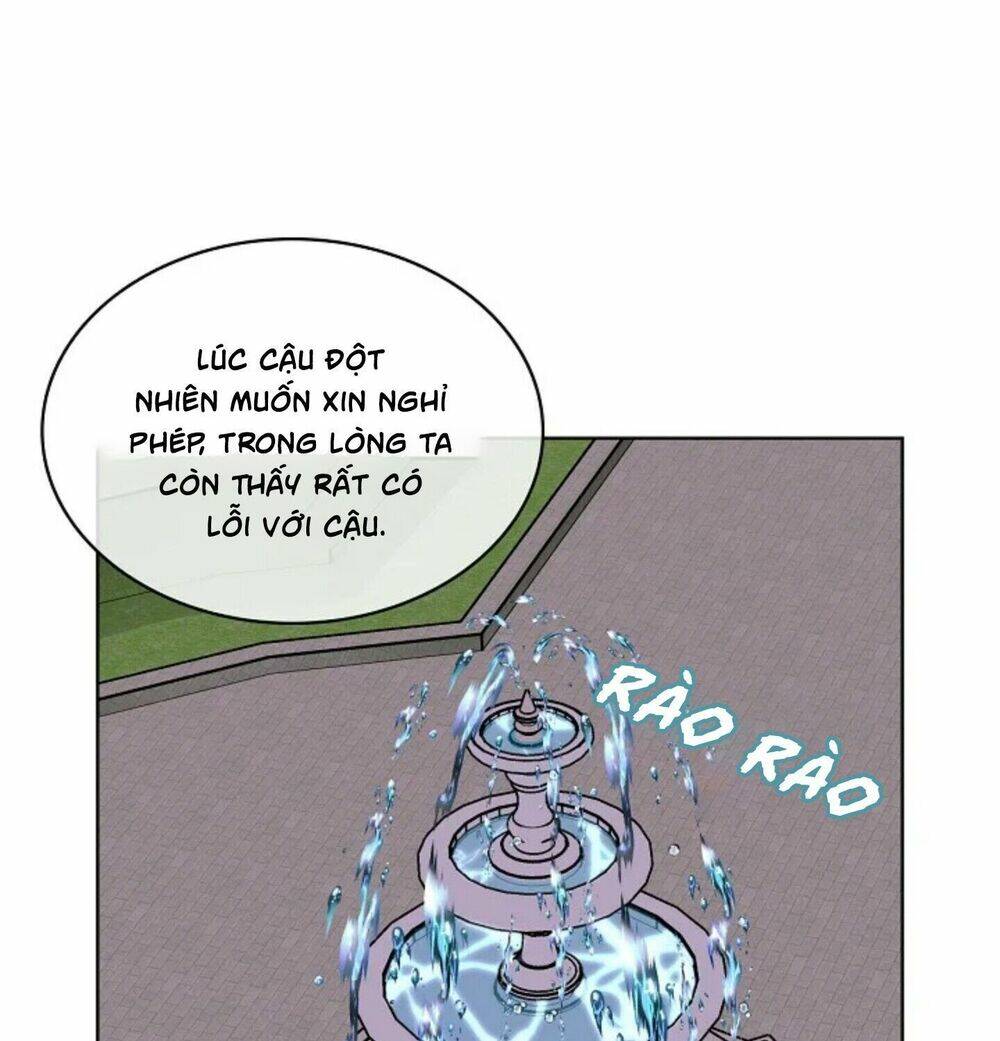 LÚC CẬU ĐỘT
NHIÊN MUỐN XIN NGHỈ
PHÉP, TRONG LÒNG TA
CÒN THẤY RẤT CÓ
LỖI VỚI CẬU.
RÀO RÀO